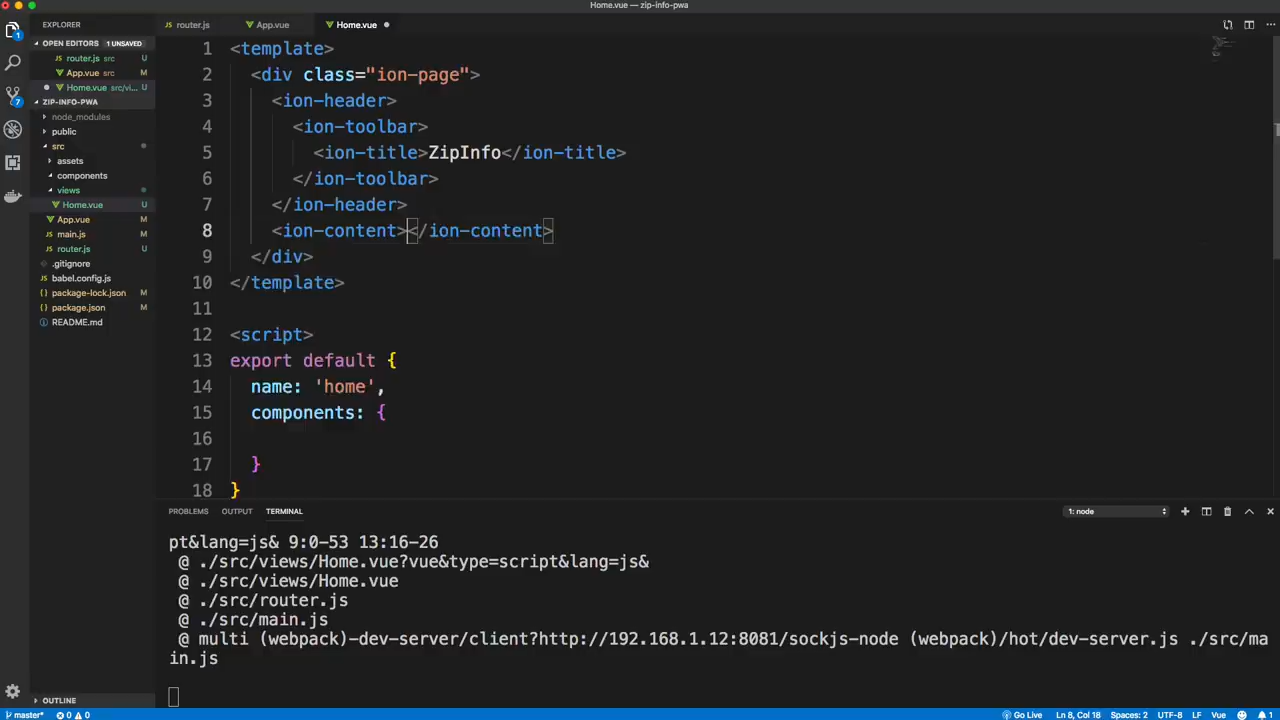 Home.vue — zip-info-pwa
EXPLORER
OPEN EDITORS 1 UNSAVED
router.js src U
App.vue src M
Home.vue src/vi... U
ZIP-INFO-PWA
node_modules
public
src
assets
components
views
Home.vue U
App.vue M
main.js M
router.js U
.gitignore
babel.config.js
package-lock.json M
package.json M
README.md
OUTLINE
1
7
router.js
App.vue
Home.vue
1 <template>
2 <div class="ion-page">
3 <ion-header>
4 <ion-toolbar>
5 <ion-title>ZipInfo</ion-title>
6 </ion-toolbar>
7 </ion-header>
8 <ion-content></ion-content>
9 </div>
10 </template>
11
12 <script>
13 export default {
14 name: 'home',
15 components: {
16
17 }
18 }
PROBLEMS OUTPUT TERMINAL 1: node
pt&lang=js& 9:0-53 13:16-26
@ ./src/views/Home.vue?vue&type=script&lang=js&
@ ./src/views/Home.vue
@ ./src/router.js
@ ./src/main.js
@ multi (webpack)-dev-server/client?http://192.168.1.12:8081/sockjs-node (webpack)/hot/dev-server.js ./src/ma
in.js
master* 0 0 Go Live Ln 8, Col 18 Spaces: 2 UTF-8 LF Vue 1